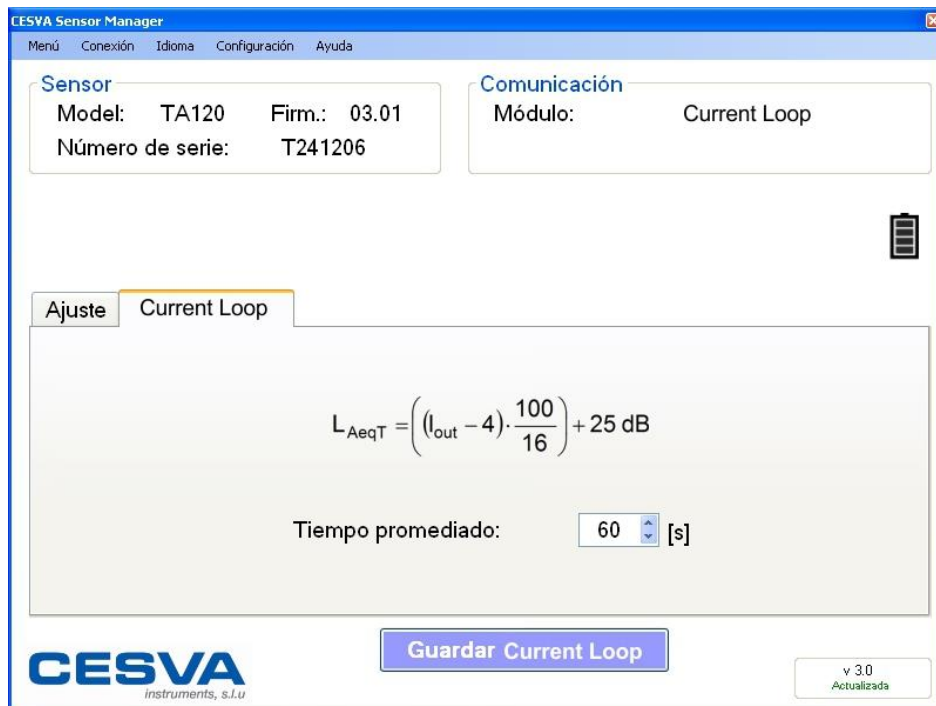 CESVA Sensor Manager
Menú Conexión Idioma Configuración Ayuda
Sensor
Model: TA120 Firm.: 03.01
Número de serie: T241206
Comunicación
Módulo: Current Loop
Ajuste Current Loop
L AeqT = ((I out − 4) · 100/16) + 25 dB
Tiempo promediado: 60 [s]
Guardar Current Loop
CESVA
instruments, s.l.u
v 3.0
Actualizada